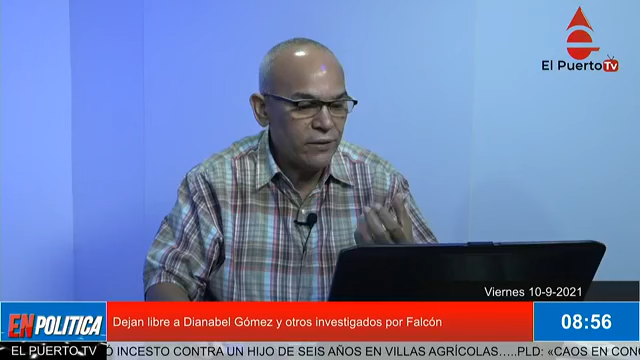 El Puerto Tv
Viernes 10-9-2021
EN POLITICA
Dejan libre a Dianabel Gómez y otros investigados por Falcón
08:56
EL PUERTO TV
O INCESTO CONTRA UN HIJO DE SEIS AÑOS EN VILLAS AGRÍCOLAS.....PLD: «CAOS EN CON